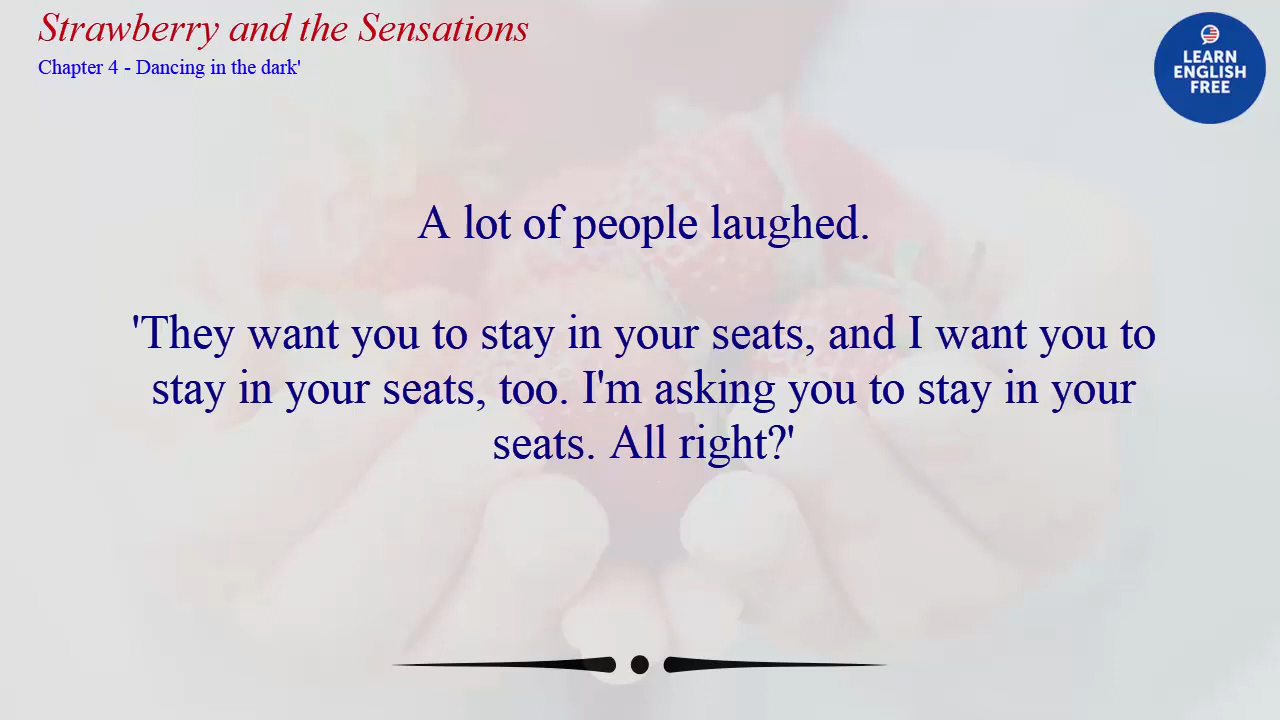 Strawberry and the Sensations
Chapter 4 - Dancing in the dark'
LEARN
ENGLISH
FREE
A lot of people laughed.
'They want you to stay in your seats, and I want you to
stay in your seats, too. I'm asking you to stay in your
seats. All right?'